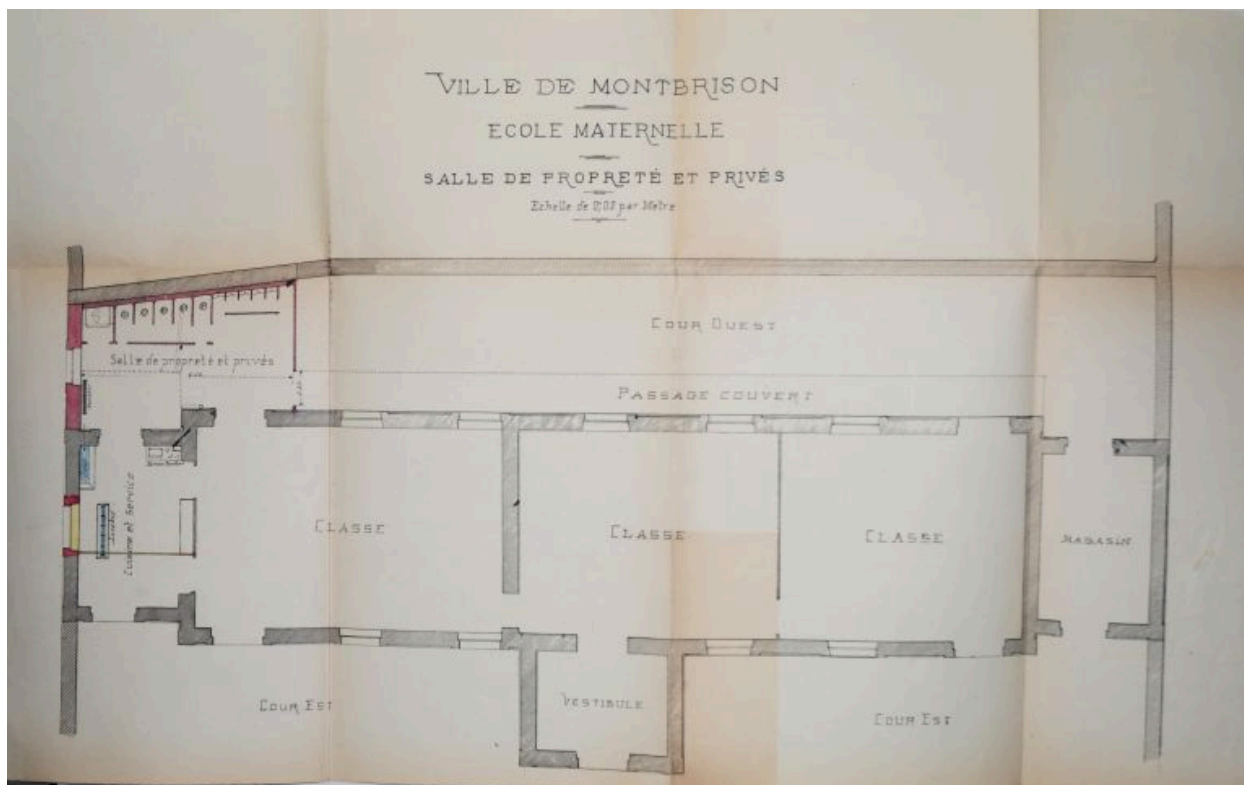 VILLE DE MONTBRISON
ECOLE MATERNELLE
SALLE DE PROPRETÉ ET PRIVÉS
Echelle de 0,02 par Metre
COUR OUEST
Salle de propreté et privés
PASSAGE COUVERT
Cuisine et Service
CLASSE
CLASSE
CLASSE
MAGASIN
COUR EST
VESTIBULE
COUR EST